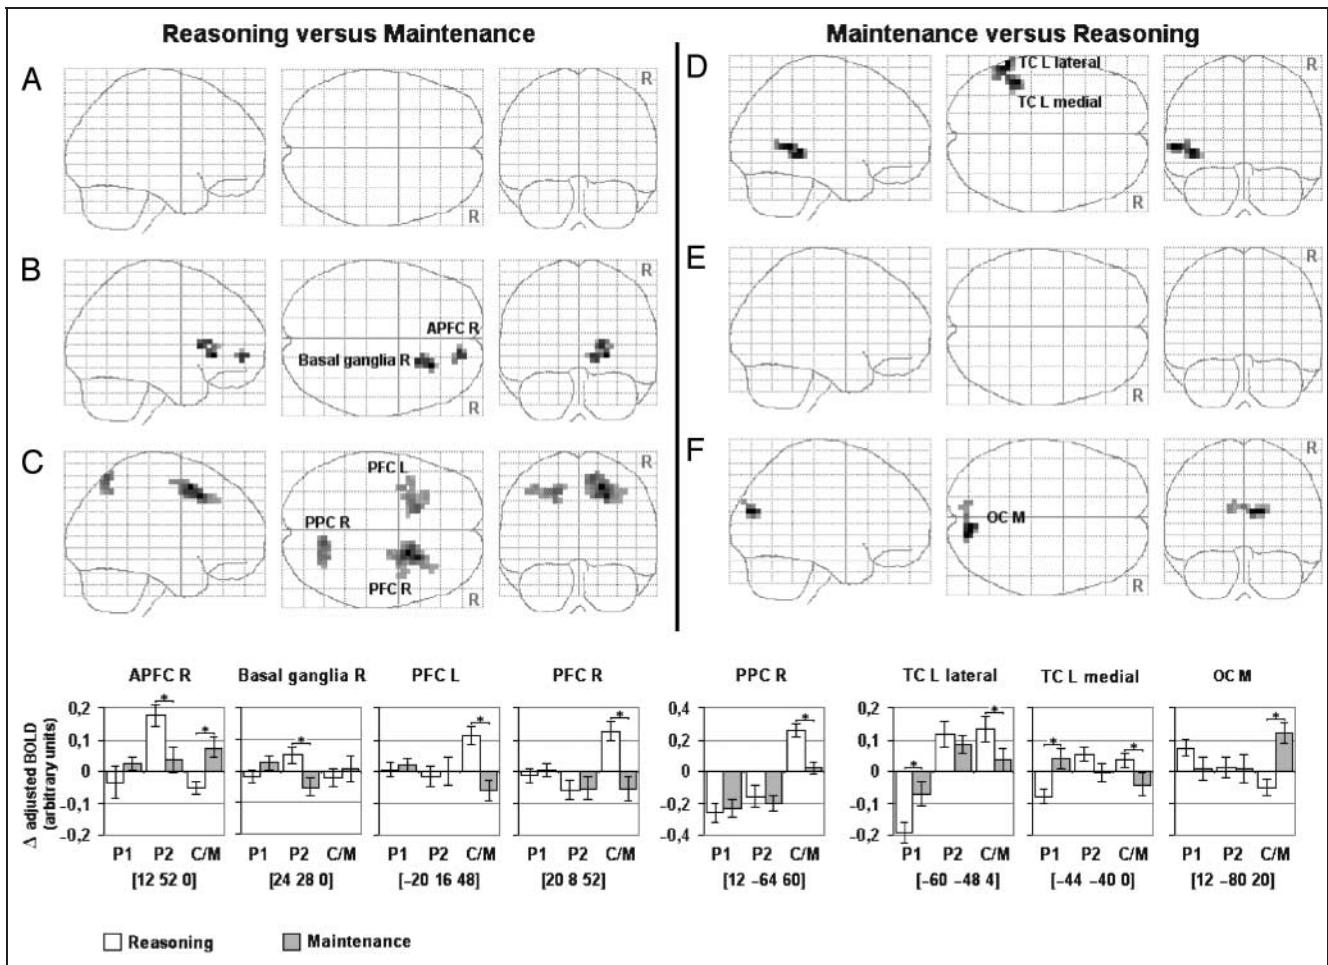 Reasoning versus Maintenance
Maintenance versus Reasoning
A
R
R
D
TC L lateral
TC L medial
R
R
B
APFC R
Basal ganglia R
R
R
E
R
R
C
PFC L
PPC R
PFC R
R
R
F
OC M
R
R
APFC R Basal ganglia R PFC L PFC R PPC R TC L lateral TC L medial OC M
Δ adjusted BOLD
(arbitrary units)
0,2 0,4 0,2
0,1 0,2 0,1
0 0 0
−0,1 −0,2 −0,1
−0,2 −0,4 −0,2
* * * * * * * * * * *
P1 P2 C/M P1 P2 C/M P1 P2 C/M P1 P2 C/M P1 P2 C/M P1 P2 C/M P1 P2 C/M P1 P2 C/M
[12 52 0] [24 28 0] [−20 16 48] [20 8 52] [12 −64 60] [−60 −48 4] [−44 −40 0] [12 −80 20]
Reasoning Maintenance